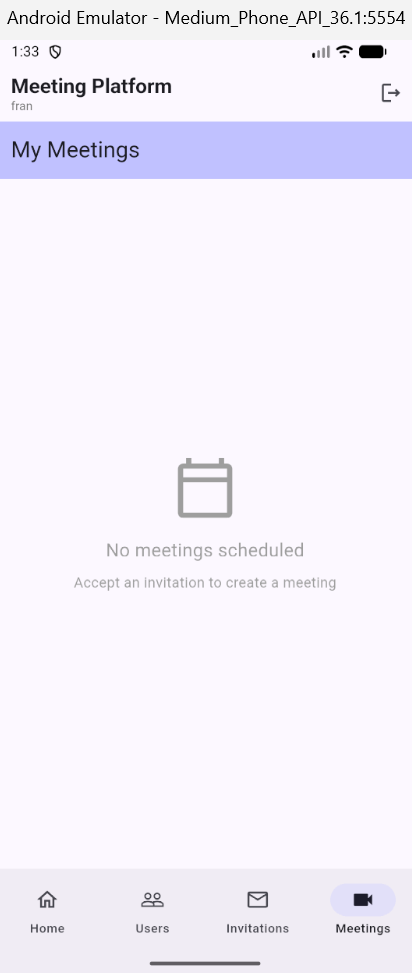 Android Emulator - Medium_Phone_API_36.1:5554
1:33
Meeting Platform
fran
My Meetings
No meetings scheduled
Accept an invitation to create a meeting
Home Users Invitations Meetings